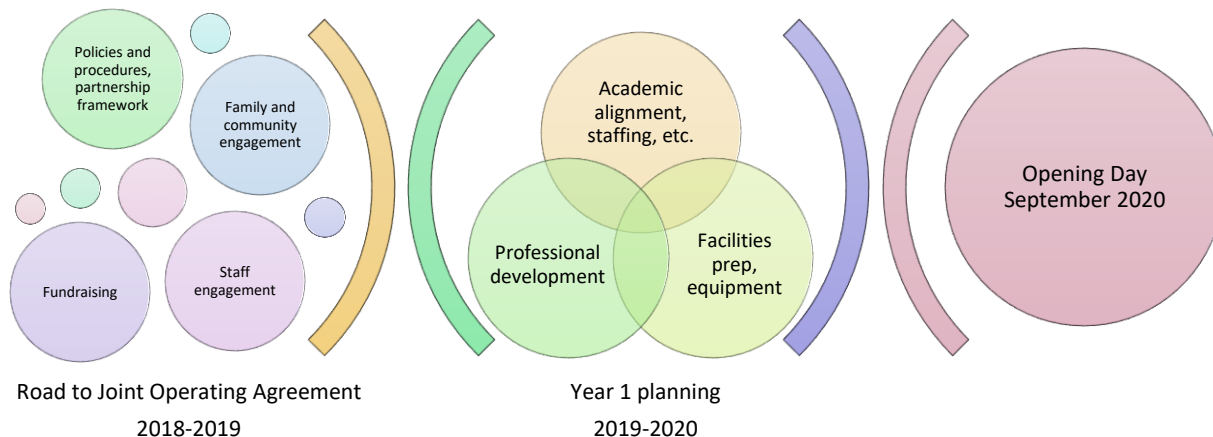 Policies and
procedures,
partnership
framework
Family and
community
engagement
Fundraising
Staff
engagement
Road to Joint Operating Agreement
2018-2019
Academic
alignment,
staffing, etc.
Professional
development
Facilities
prep,
equipment
Year 1 planning
2019-2020
Opening Day
September 2020